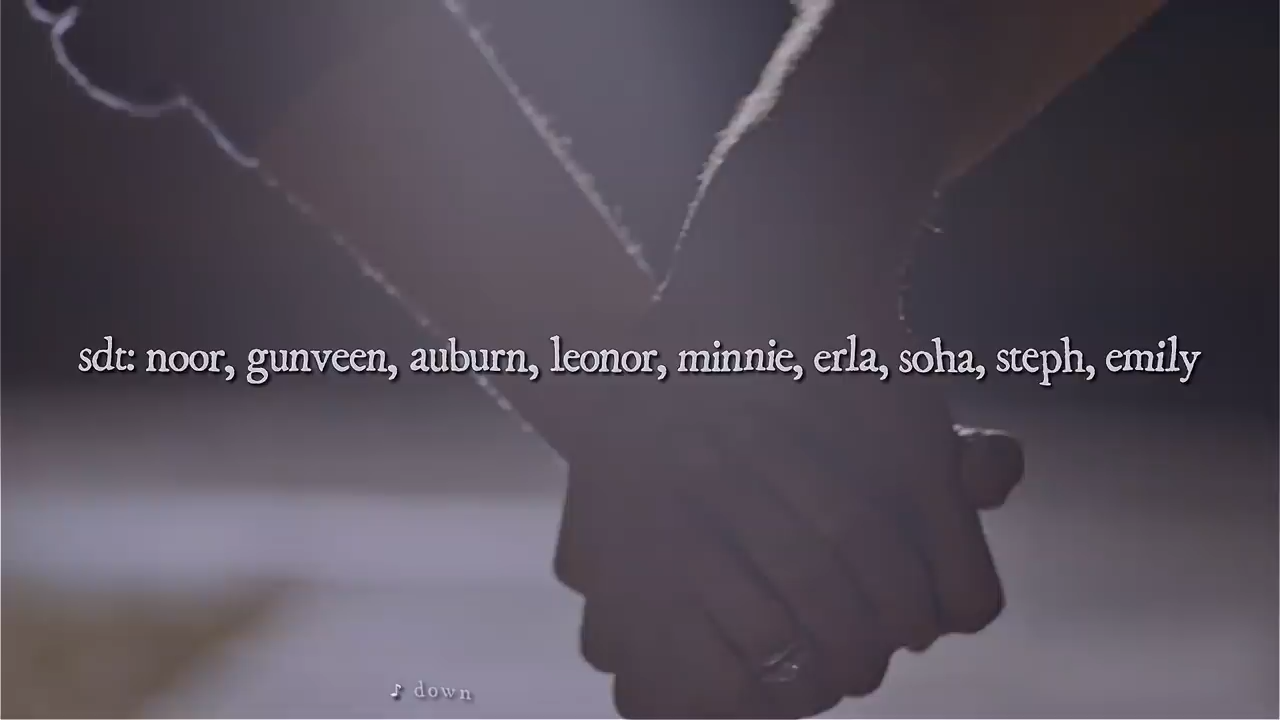 sdt: noor, gunveen, auburn, leonor, minnie, erla, soha, steph, emily
♪ down